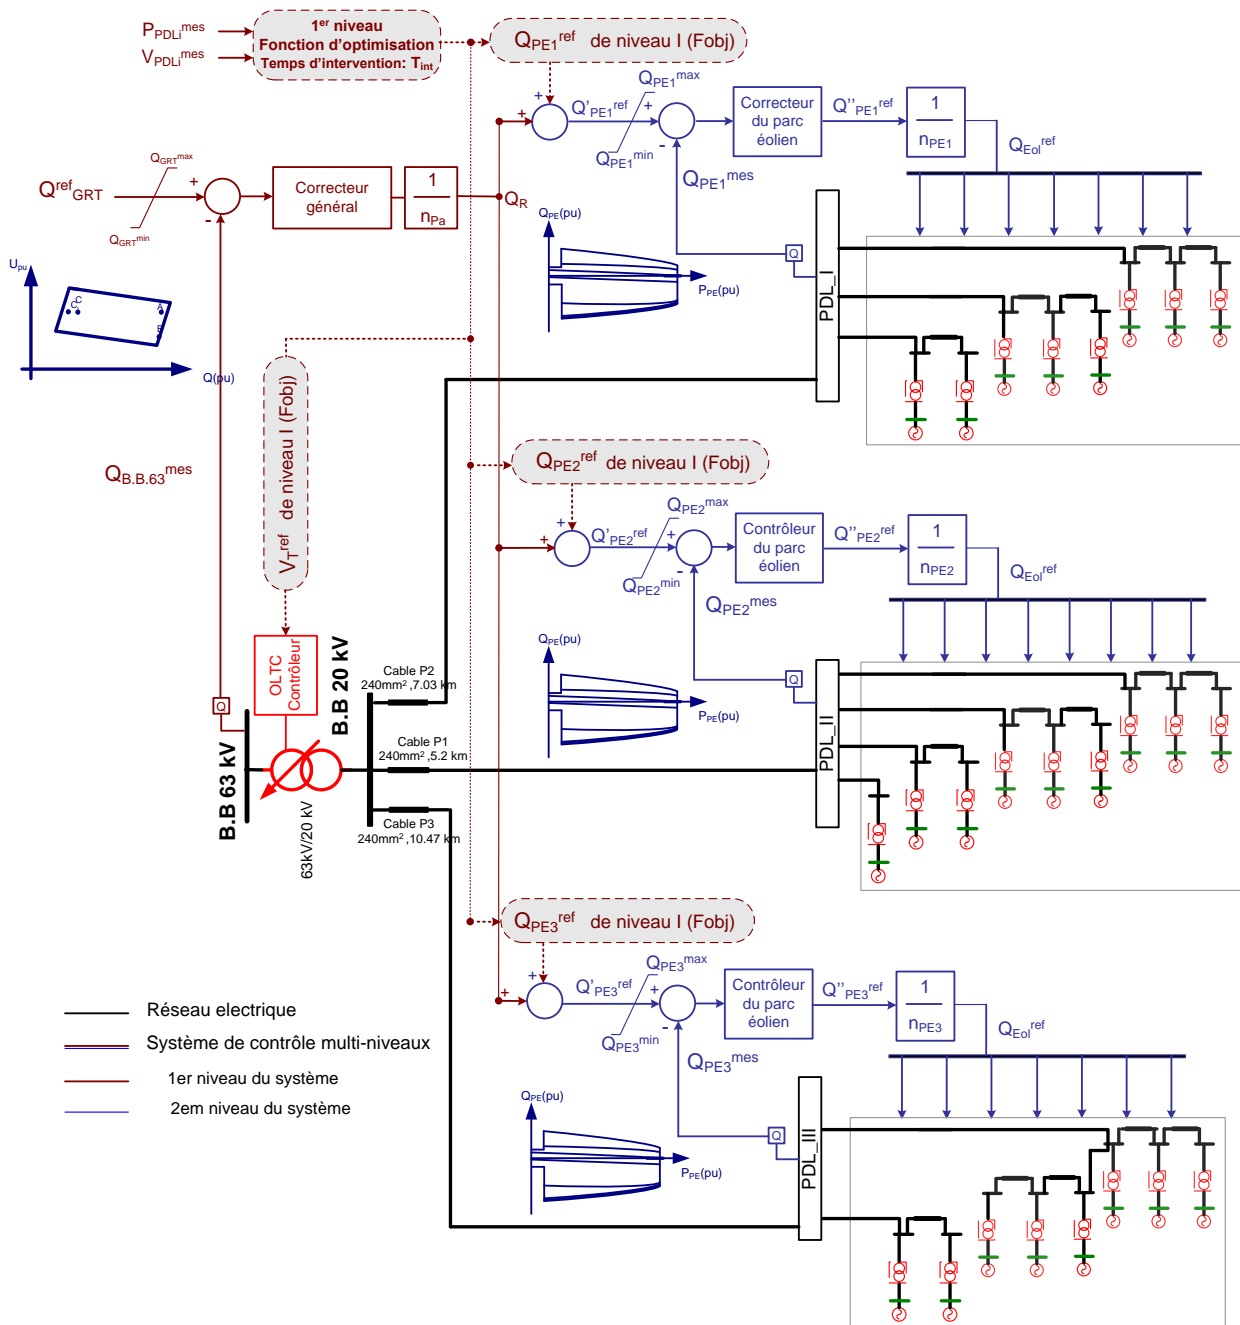 P_PDLi^mes
V_PDLi^mes
1er niveau
Fonction d'optimisation
Temps d'intervention: T_int
Q_PE1^ref de niveau I (Fobj)
Q_GRT^max
Q^ref_GRT
Q_GRT^min
+
-
Correcteur
général
1
n_Pa
Q_R
+
+
Q'_PE1^ref
Q_PE1^max
Q_PE1^min
+
-
Correcteur
du parc
éolien
Q''_PE1^ref
1
n_PE1
Q_Eol^ref
Q_PE1^mes
Q
Q_PE(pu)
P_PE(pu)
PDL_I
U_pu
C
C
A
B
Q(pu)
V_T^ref de niveau I (Fobj)
Q_B.B.63^mes
Q_PE2^ref de niveau I (Fobj)
+
+
Q'_PE2^ref
Q_PE2^max
Q_PE2^min
+
-
Contrôleur
du parc
éolien
Q''_PE2^ref
1
n_PE2
Q_Eol^ref
Q_PE2^mes
Q
Q_PE(pu)
P_PE(pu)
PDL_II
OLTC
Contrôleur
Q
B.B 63 kV
63kV/20 kV
B.B 20 kV
Cable P2
240mm² ,7.03 km
Cable P1
240mm² ,5.2 km
Cable P3
240mm² ,10.47 km
Q_PE3^ref de niveau I (Fobj)
+
+
Q'_PE3^ref
Q_PE3^max
Q_PE3^min
+
-
Contrôleur
du parc
éolien
Q''_PE3^ref
1
n_PE3
Q_Eol^ref
Q_PE3^mes
Q
Q_PE(pu)
P_PE(pu)
PDL_III
Réseau electrique
Système de contrôle multi-niveaux
1er niveau du système
2em niveau du système